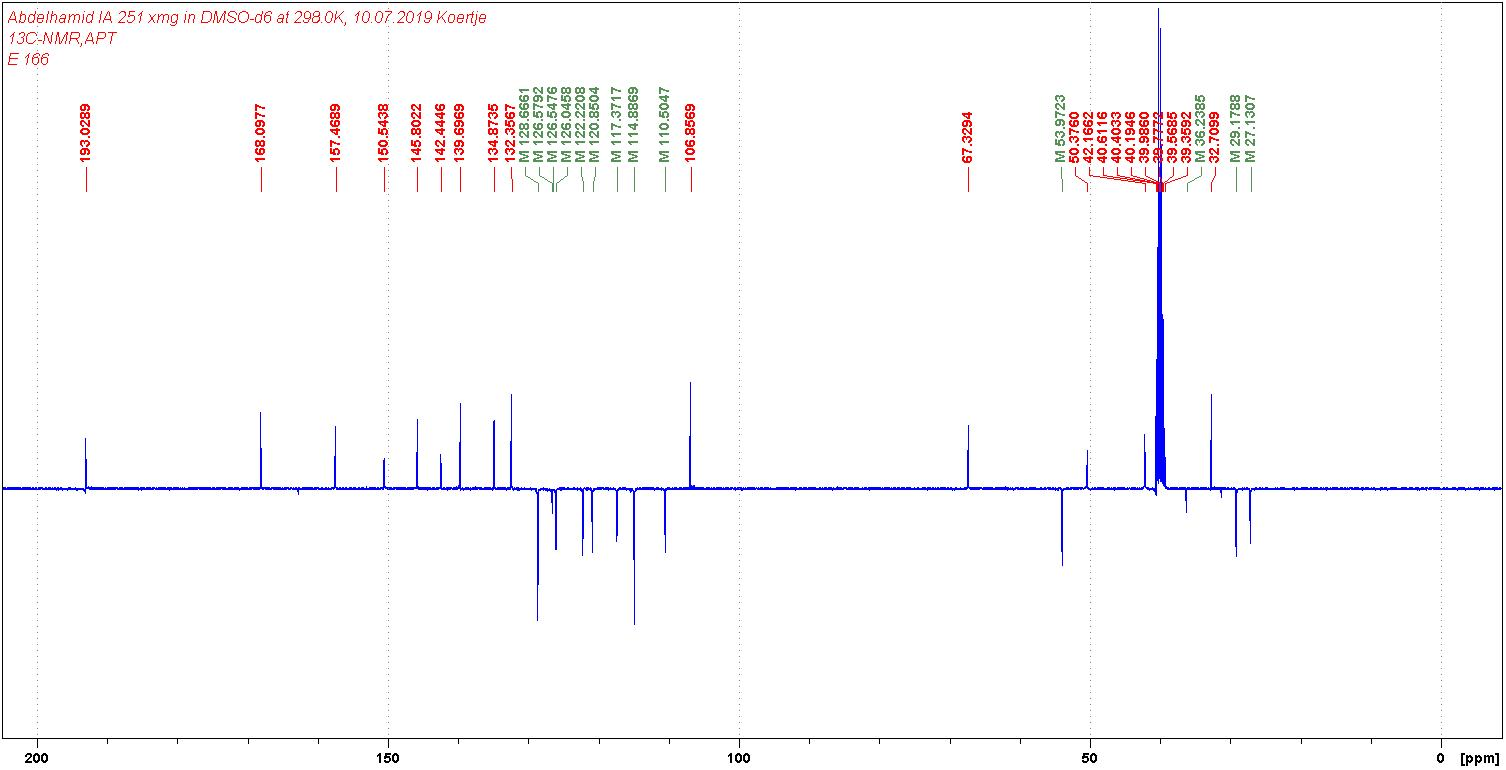 Abdelhamid IA 251 xmg in DMSO-d6 at 298.0K, 10.07.2019 Koertje
13C-NMR,APT
E 166
193.0289
168.0977
157.4689
150.5438
145.8022
142.4446
139.6969
134.8735
132.3567
M 128.6661
M 126.5792
M 126.5476
M 126.0458
M 122.2208
M 120.8504
M 117.3717
M 114.8869
M 110.5047
106.8569
67.3294
M 53.9723
50.3760
42.1662
40.6116
40.4033
40.1946
39.9860
39.7772
39.5685
39.3592
M 36.2385
32.7099
M 29.1788
M 27.1307
200 150 100 50 0 [ppm]